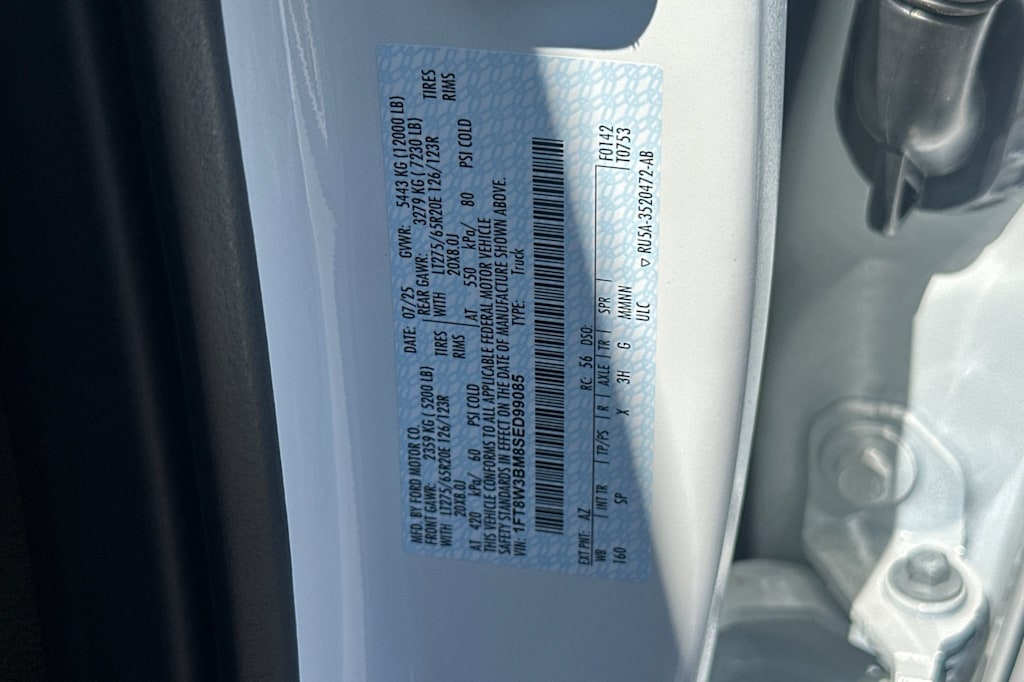 MFD. BY FORD MOTOR CO.
DATE: 07/25 GVWR: 5443 KG (12000 LB)
FRONT GAWR: 2359 KG ( 5200 LB)
REAR GAWR: 3279 KG ( 7230 LB)
WITH LT275/65R20E 126/123R TIRES
WITH LT275/65R20E 126/123R TIRES
20X8.0J RIMS
20X8.0J RIMS
AT 420 kPa/ 60 PSI COLD
AT 550 kPa/ 80 PSI COLD
THIS VEHICLE CONFORMS TO ALL APPLICABLE FEDERAL MOTOR VEHICLE
SAFETY STANDARDS IN EFFECT ON THE DATE OF MANUFACTURE SHOWN ABOVE.
VIN: 1FT8W3BM8SED99085 TYPE: Truck
EXT PNT: AZ RC: 56 DSO:
F0142
WB INT TR TP/PS R AXLE TR SPR
T0753
160 SP X 3H G MMNN
ULC ▽ RU5A-3520472-AB